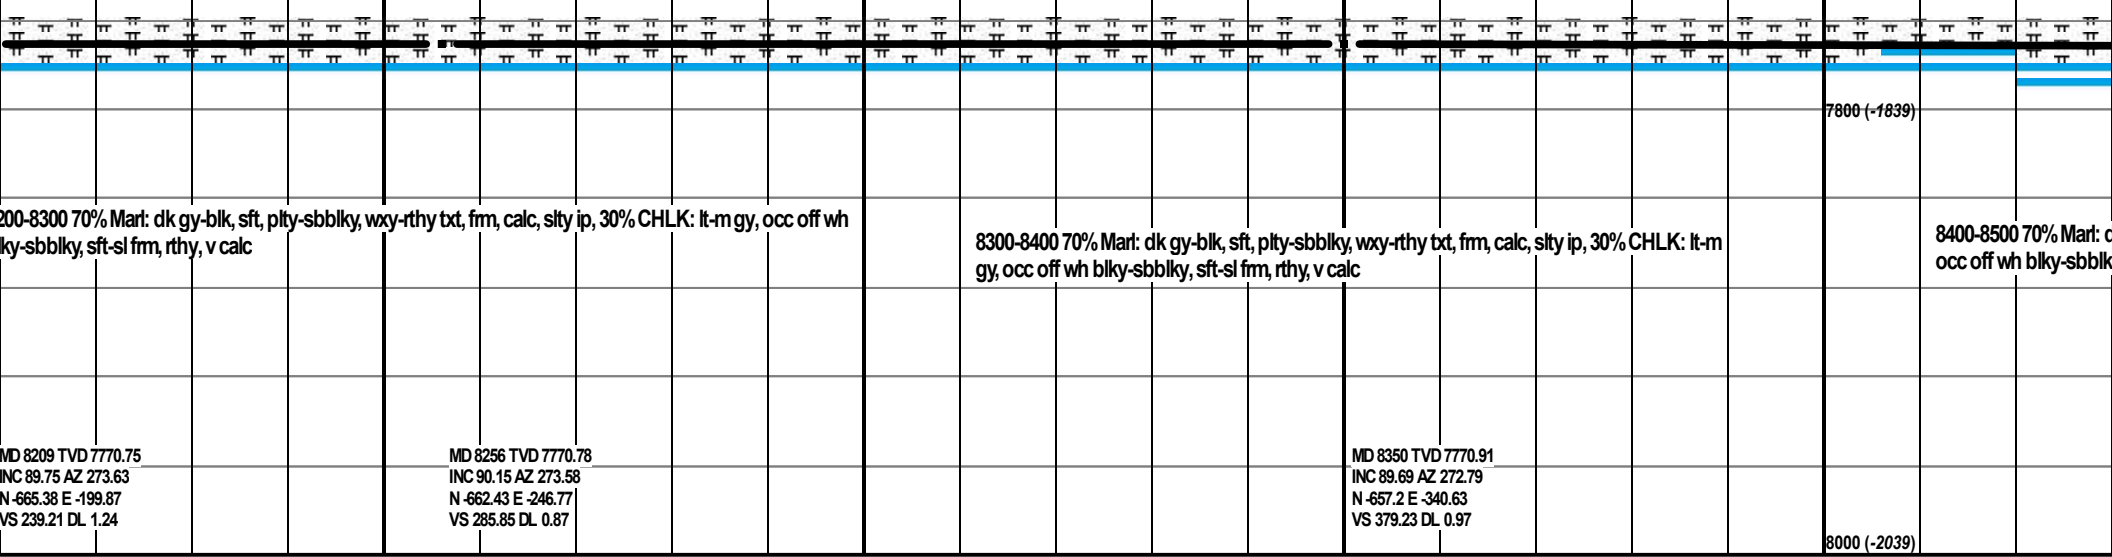 7800 (-1839)
200-8300 70% Marl: dk gy-blk, sft, plty-sbblky, wxy-rthy txt, frm, calc, slty ip, 30% CHLK: lt-m gy, occ off wh
lky-sbblky, sft-sl frm, rthy, v calc
8300-8400 70% Marl: dk gy-blk, sft, plty-sbblky, wxy-rthy txt, frm, calc, slty ip, 30% CHLK: lt-m
gy, occ off wh blky-sbblky, sft-sl frm, rthy, v calc
8400-8500 70% Marl: d
occ off wh blky-sbblk
MD 8209 TVD 7770.75
INC 89.75 AZ 273.63
N -665.38 E -199.87
VS 239.21 DL 1.24
MD 8256 TVD 7770.78
INC 90.15 AZ 273.58
N -662.43 E -246.77
VS 285.85 DL 0.87
MD 8350 TVD 7770.91
INC 89.69 AZ 272.79
N -657.2 E -340.63
VS 379.23 DL 0.97
8000 (-2039)